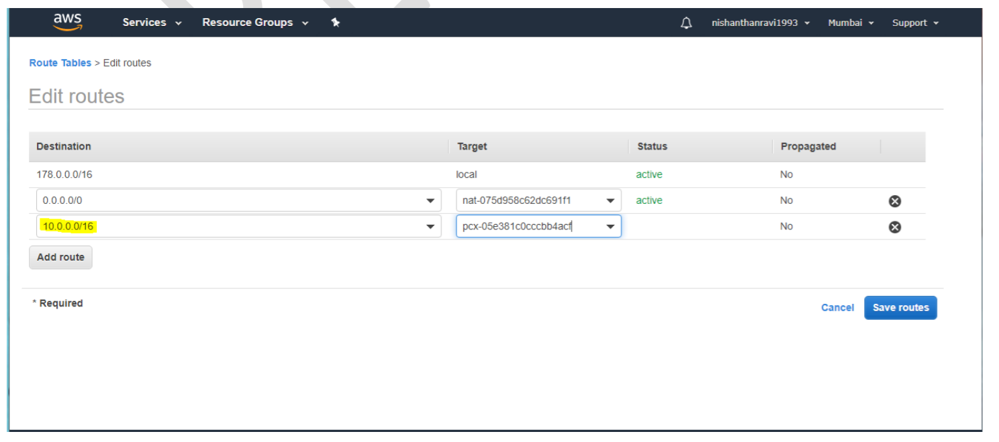 aws Services Resource Groups nishanthanravi1993 Mumbai Support
Route Tables > Edit routes
Edit routes
Destination Target Status Propagated
178.0.0.0/16 local active No
0.0.0.0/0 nat-075d958c62dc691f1 active No
10.0.0.0/16 pcx-05e381c0cccbb4acf No
Add route
* Required
Cancel Save routes